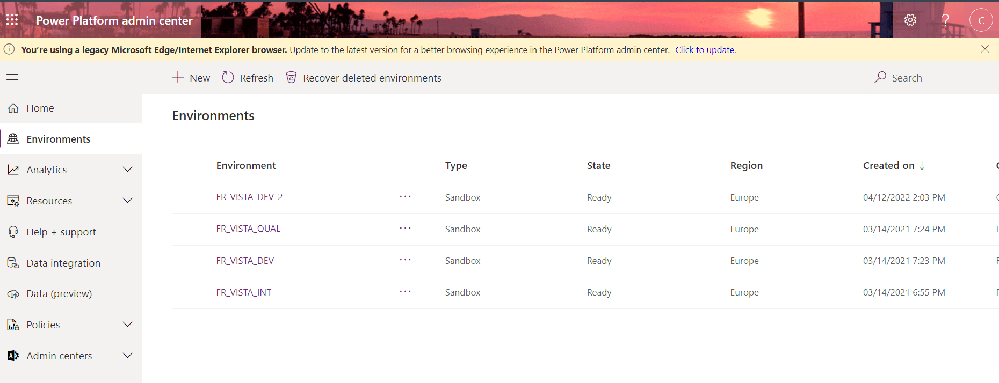 Power Platform admin center
?
C
You're using a legacy Microsoft Edge/Internet Explorer browser. Update to the latest version for a better browsing experience in the Power Platform admin center. Click to update.
New Refresh Recover deleted environments Search
Home
Environments
Analytics
Resources
Help + support
Data integration
Data (preview)
Policies
Admin centers
Environments
Environment Type State Region Created on
FR_VISTA_DEV_2 ... Sandbox Ready Europe 04/12/2022 2:03 PM
FR_VISTA_QUAL ... Sandbox Ready Europe 03/14/2021 7:24 PM
FR_VISTA_DEV ... Sandbox Ready Europe 03/14/2021 7:23 PM
FR_VISTA_INT ... Sandbox Ready Europe 03/14/2021 6:55 PM